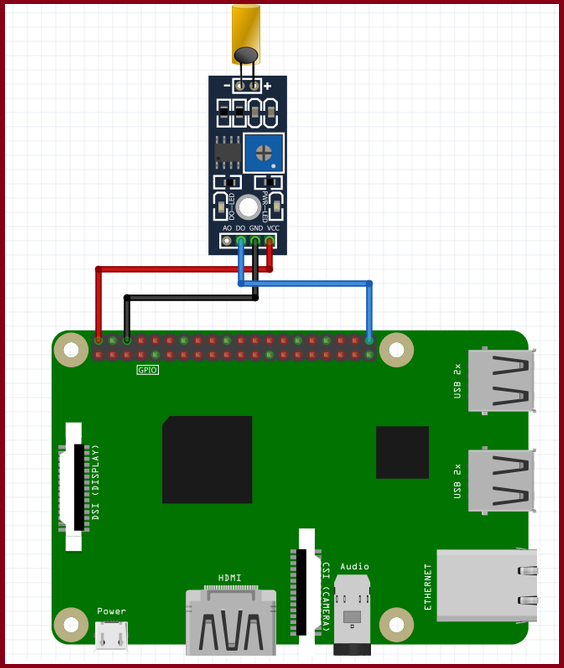 - +
DO-LED
PWR-LED
AO DO GND VCC
GPIO
USB 2x
DSI (DISPLAY)
USB 2x
HDMI
CSI (CAMERA)
Audio
ETHERNET
Power